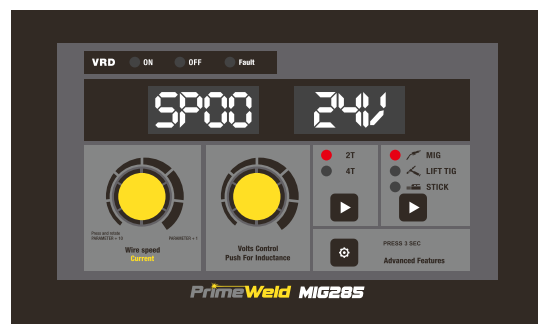 VRD ON OFF Fault
SP00 24V
2T
4T
MIG
LIFT TIG
STICK
Press and rotate
PARAMETER + 10
PARAMETER + 1
Wire speed
Current
Volts Control
Push For Inductance
PRESS 3 SEC
Advanced Features
PrimeWeld MIG285